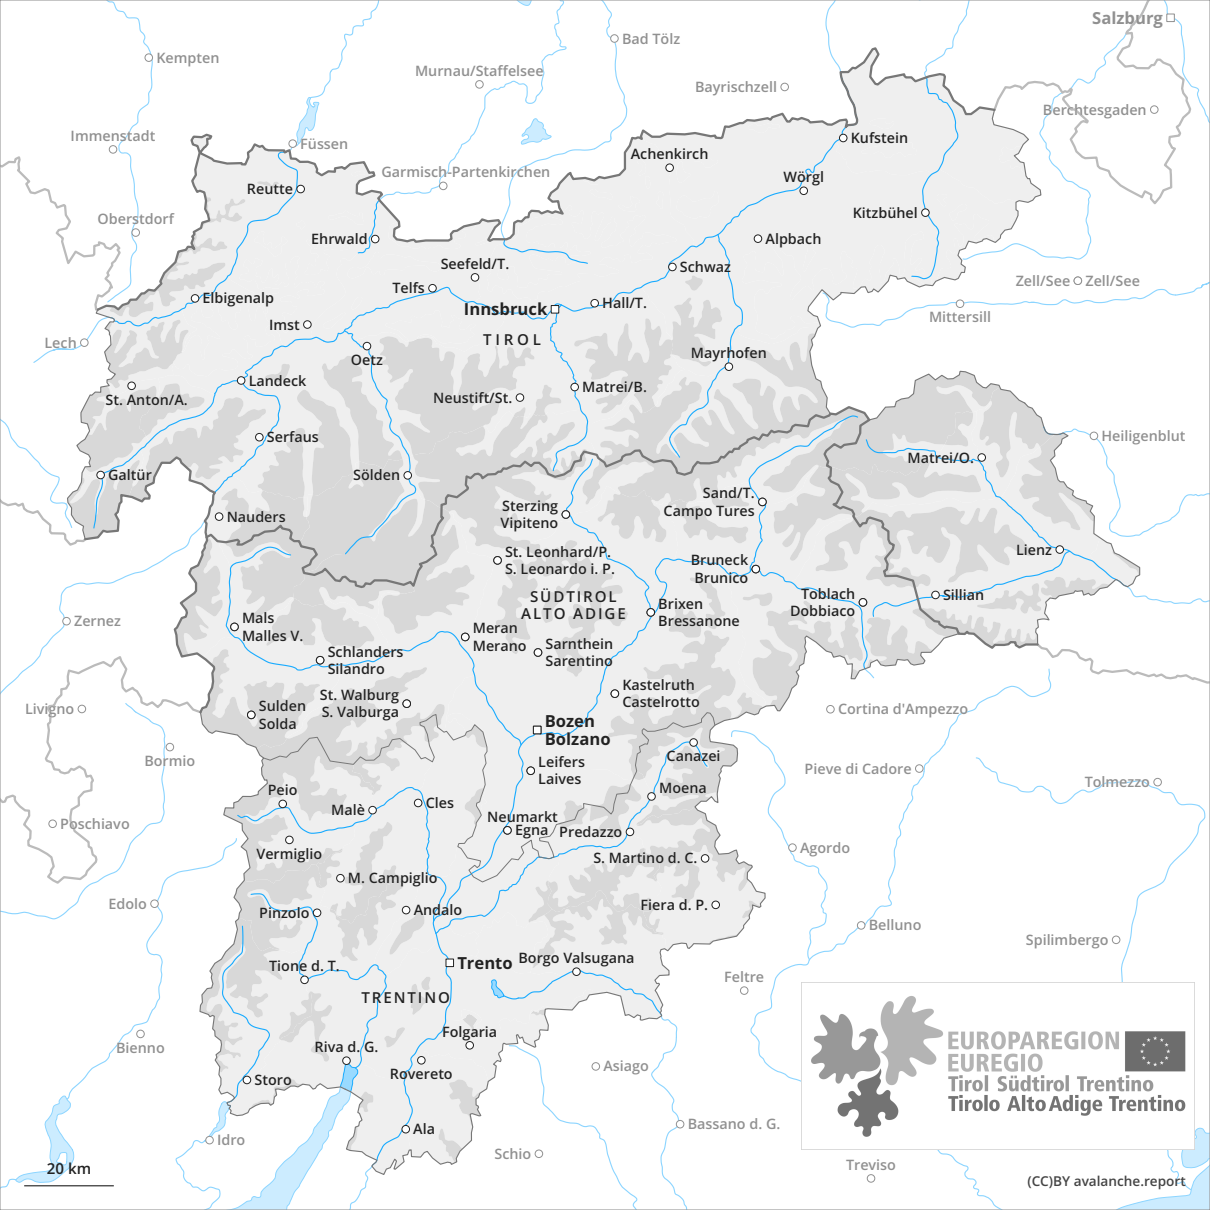 Salzburg
Bad Tölz
Kempten
Murnau/Staffelsee
Bayrischzell
Berchtesgaden
Immenstadt
Füssen
Kufstein
Achenkirch
Garmisch-Partenkirchen
Wörgl
Reutte
Oberstdorf
Kitzbühel
Ehrwald
Alpbach
Seefeld/T.
Schwaz
Zell/See
Zell/See
Telfs
Elbigenalp
Hall/T.
Innsbruck
Mittersill
Imst
TIROL
Lech
Mayrhofen
Oetz
Landeck
Matrei/B.
St. Anton/A.
Neustift/St.
Serfaus
Heiligenblut
Matrei/O.
Galtür
Sölden
Sand/T.
Campo Tures
Sterzing
Vipiteno
Nauders
St. Leonhard/P.
S. Leonardo i. P.
Lienz
Bruneck
Brunico
SÜDTIROL
ALTO ADIGE
Toblach
Dobbiaco
Sillian
Brixen
Bressanone
Zernez
Mals
Malles V.
Meran
Merano
Sarnthein
Sarentino
Schlanders
Silandro
Kastelruth
Castelrotto
St. Walburg
S. Valburga
Sulden
Solda
Livigno
Cortina d'Ampezzo
Bozen
Bolzano
Bormio
Canazei
Leifers
Laives
Pieve di Cadore
Tolmezzo
Peio
Moena
Malè
Cles
Neumarkt
Egna
Predazzo
Poschiavo
Vermiglio
Agordo
S. Martino d. C.
M. Campiglio
Edolo
Pinzolo
Andalo
Fiera d. P.
Belluno
Spilimbergo
Tione d. T.
Trento
Borgo Valsugana
Feltre
TRENTINO
Folgaria
Bienno
Riva d. G.
Rovereto
Asiago
Storo
EUROPAREGION
EUREGIO
Tirol Südtirol Trentino
Tirolo Alto Adige Trentino
Ala
Bassano d. G.
Idro
Schio
Treviso
20 km
(CC)BY avalanche.report